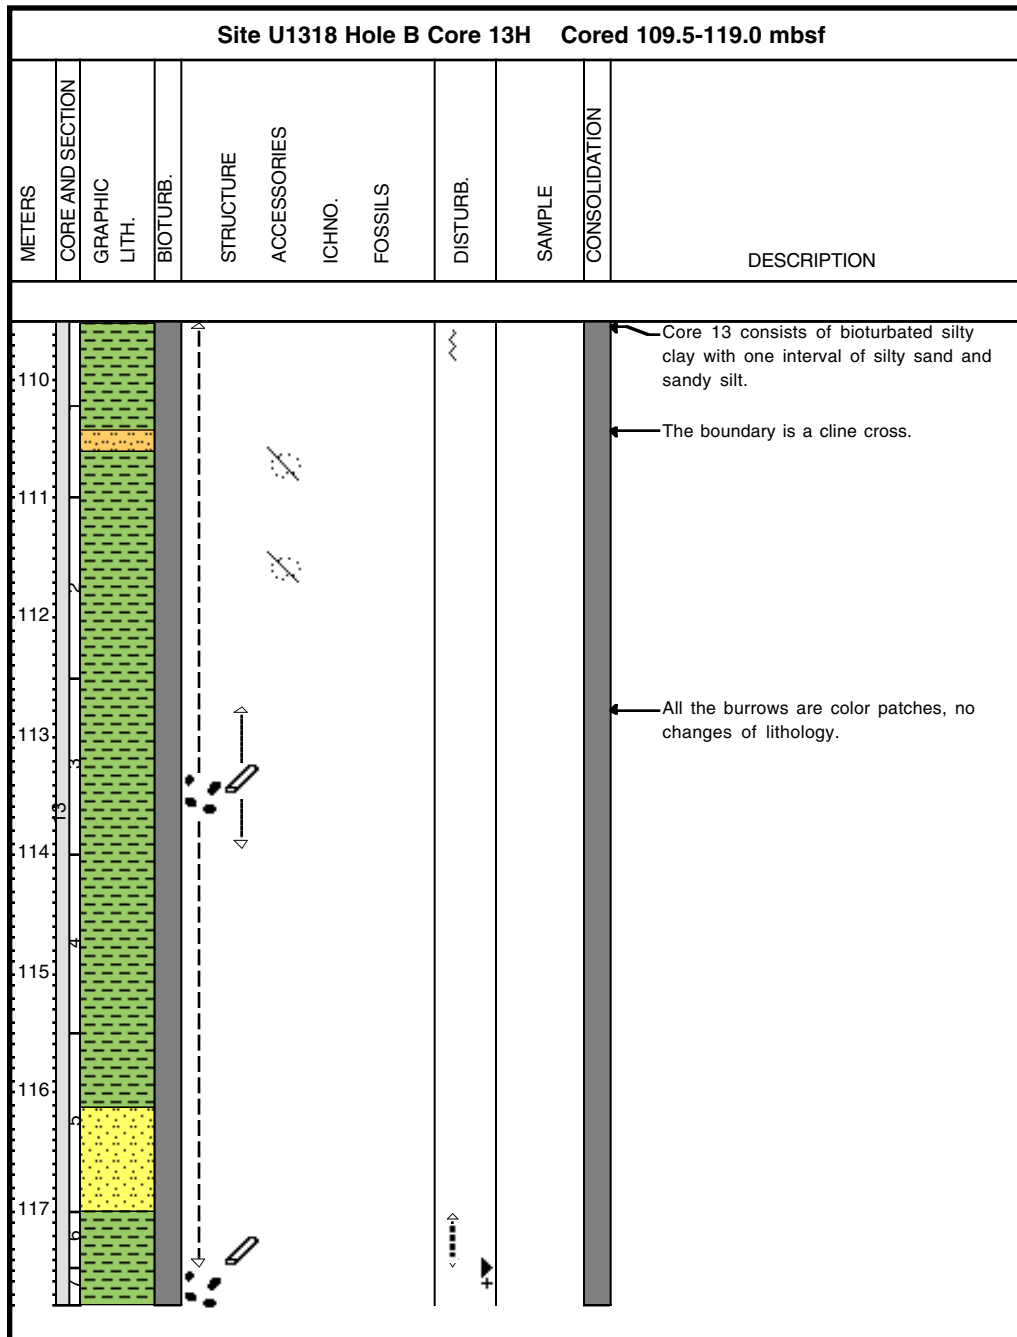 Site U1318 Hole B Core 13H Cored 109.5-119.0 mbsf
METERS
CORE AND SECTION
GRAPHIC
LITH.
BIOTURB.
STRUCTURE
ACCESSORIES
ICHNO.
FOSSILS
DISTURB.
SAMPLE
CONSOLIDATION
DESCRIPTION
Core 13 consists of bioturbated silty
clay with one interval of silty sand and
sandy silt.
110
1
The boundary is a cline cross.
111
2
112
All the burrows are color patches, no
changes of lithology.
113
3
13
114
4
115
116
5
117
6
7